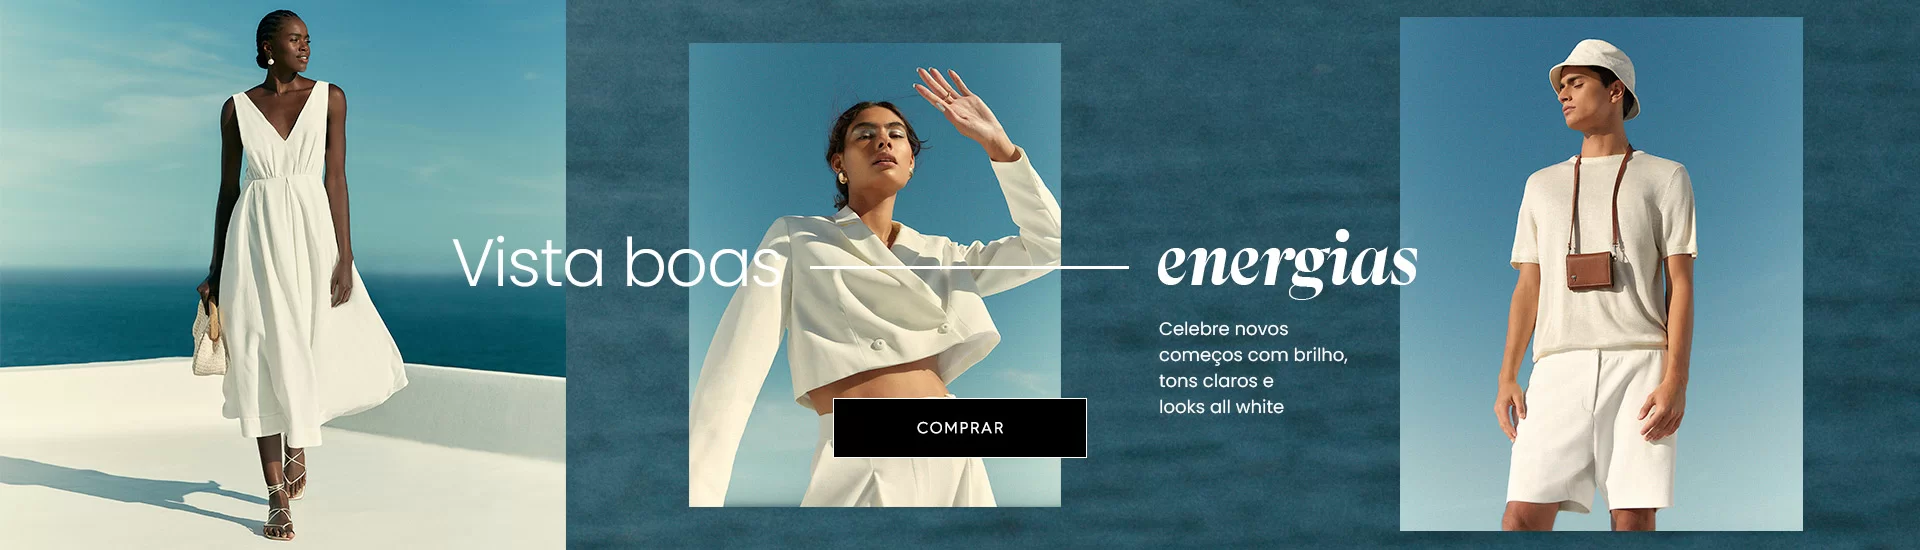 Vista boas energias
Celebre novos
começos com brilho,
tons claros e
looks all white
COMPRAR